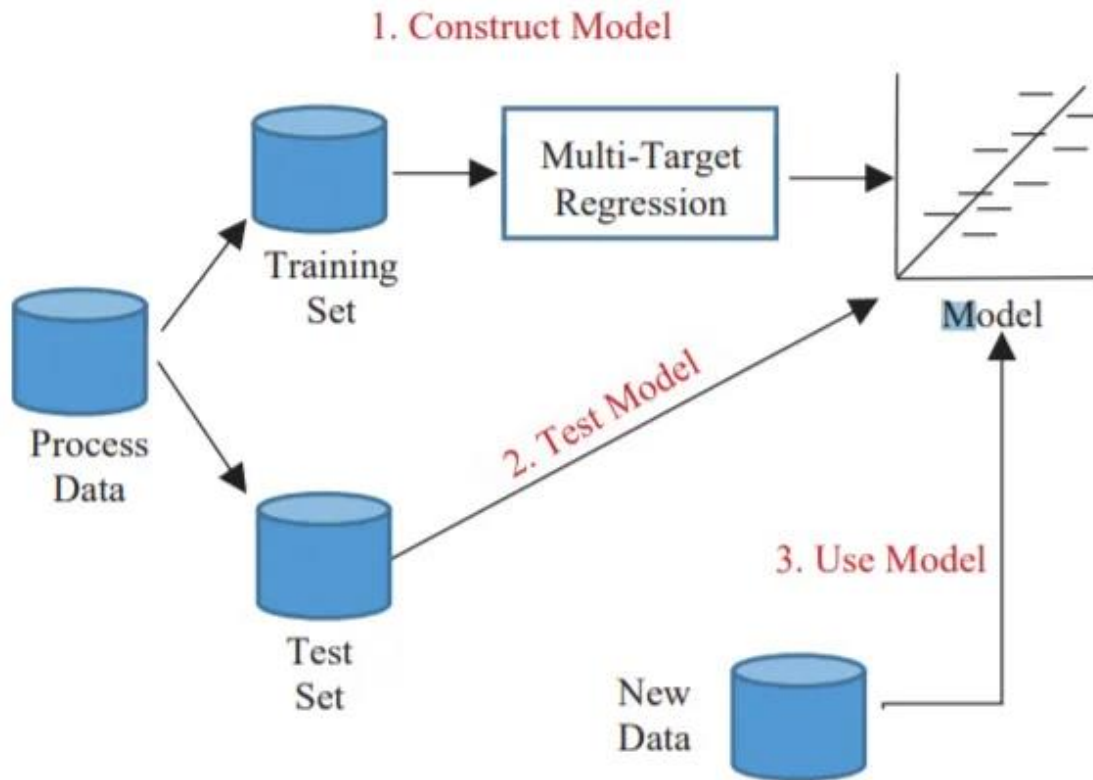 1. Construct Model
Multi-Target
Regression
Training
Set
Model
Process
Data
2. Test Model
3. Use Model
Test
Set
New
Data